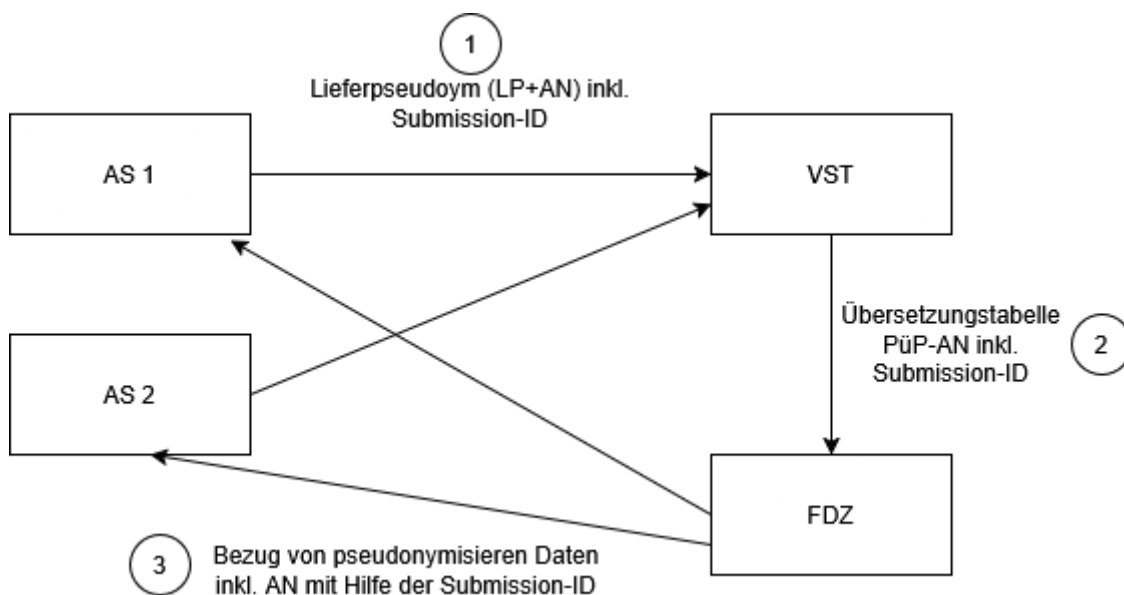 1
Lieferpseudoym (LP+AN) inkl.
Submission-ID
AS 1
VST
Übersetzungstabelle
PüP-AN inkl.
Submission-ID
2
AS 2
FDZ
3
Bezug von pseudonymisieren Daten
inkl. AN mit Hilfe der Submission-ID